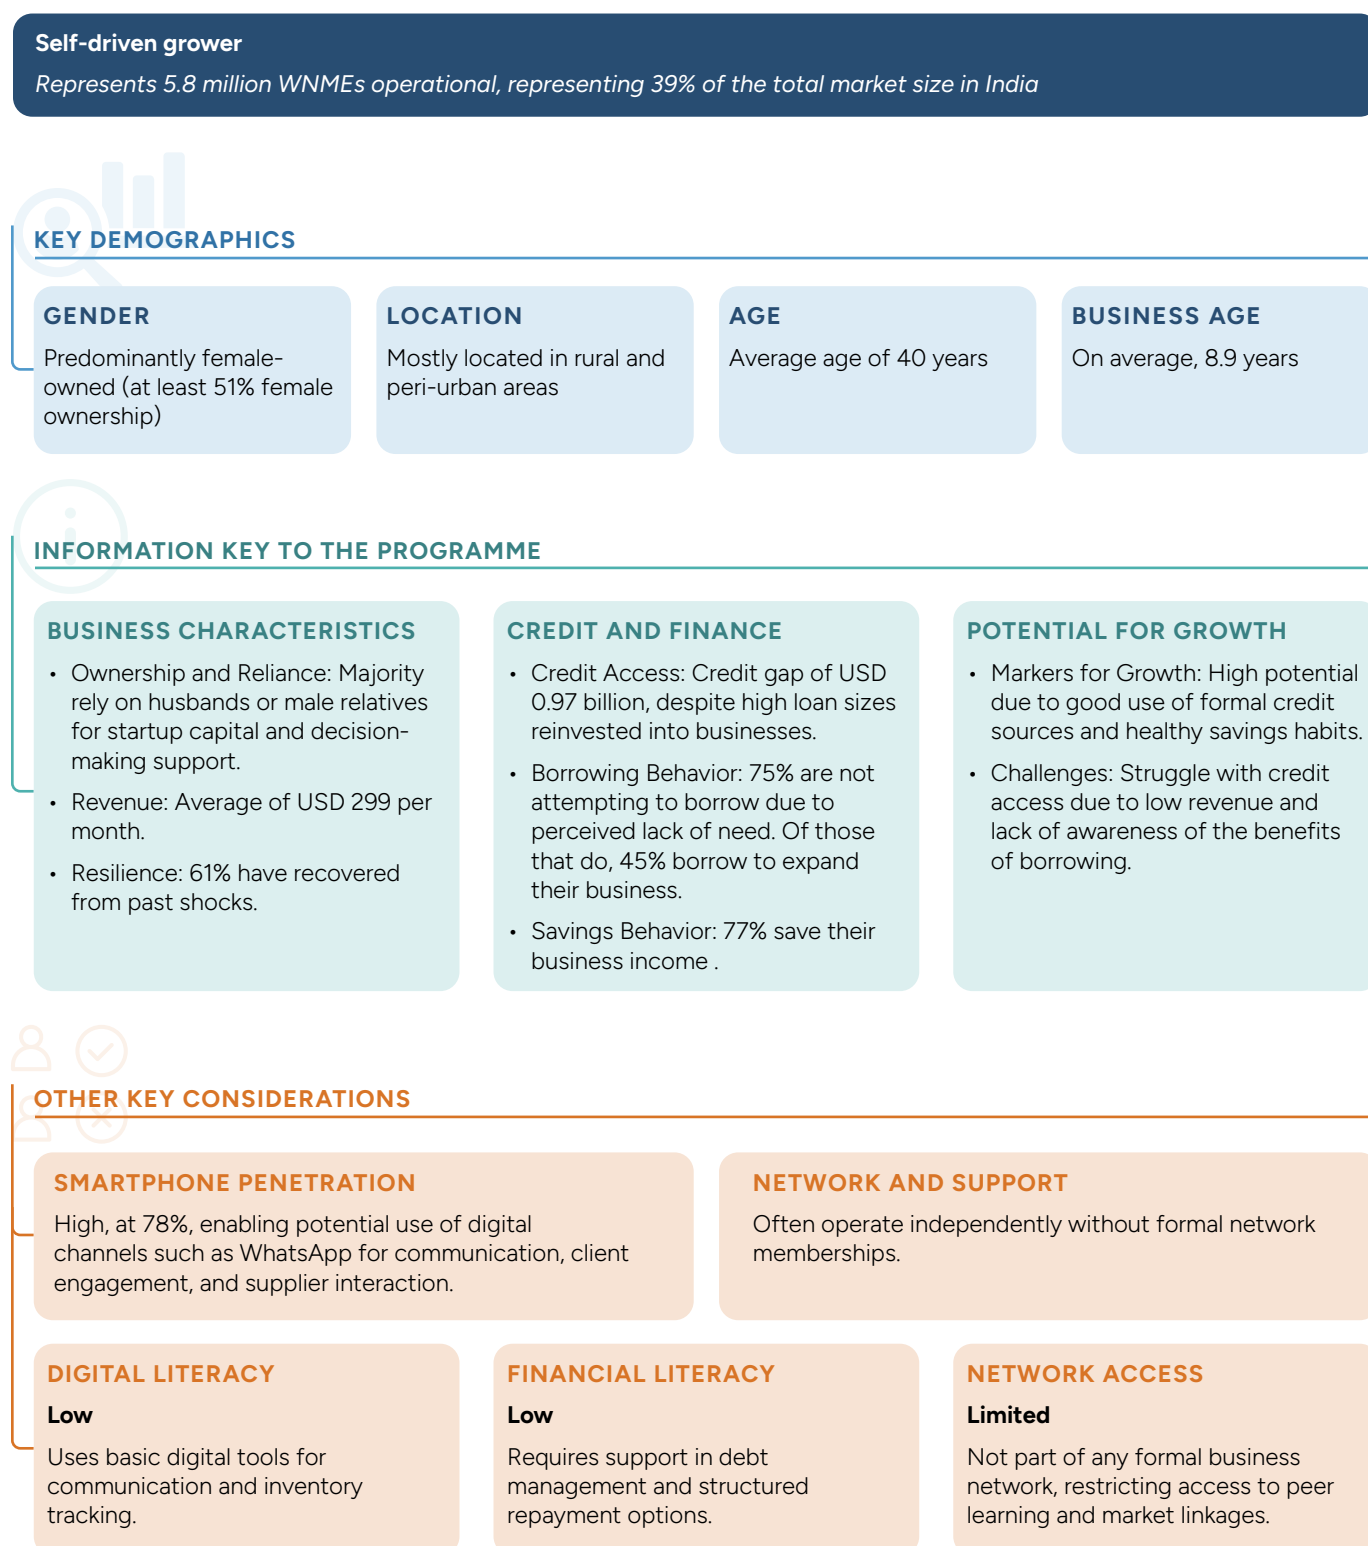 Self-driven grower
Represents 5.8 million WNMEs operational, representing 39% of the total market size in India
KEY DEMOGRAPHICS
GENDER
Predominantly female-
owned (at least 51% female
ownership)
LOCATION
Mostly located in rural and
peri-urban areas
AGE
Average age of 40 years
BUSINESS AGE
On average, 8.9 years
INFORMATION KEY TO THE PROGRAMME
BUSINESS CHARACTERISTICS
• Ownership and Reliance: Majority
rely on husbands or male relatives
for startup capital and decision-
making support.
• Revenue: Average of USD 299 per
month.
• Resilience: 61% have recovered
from past shocks.
CREDIT AND FINANCE
• Credit Access: Credit gap of USD
0.97 billion, despite high loan sizes
reinvested into businesses.
• Borrowing Behavior: 75% are not
attempting to borrow due to
perceived lack of need. Of those
that do, 45% borrow to expand
their business.
• Savings Behavior: 77% save their
business income .
POTENTIAL FOR GROWTH
• Markers for Growth: High potential
due to good use of formal credit
sources and healthy savings habits.
• Challenges: Struggle with credit
access due to low revenue and
lack of awareness of the benefits
of borrowing.
OTHER KEY CONSIDERATIONS
SMARTPHONE PENETRATION
High, at 78%, enabling potential use of digital
channels such as WhatsApp for communication, client
engagement, and supplier interaction.
NETWORK AND SUPPORT
Often operate independently without formal network
memberships.
DIGITAL LITERACY
Low
Uses basic digital tools for
communication and inventory
tracking.
FINANCIAL LITERACY
Low
Requires support in debt
management and structured
repayment options.
NETWORK ACCESS
Limited
Not part of any formal business
network, restricting access to peer
learning and market linkages.